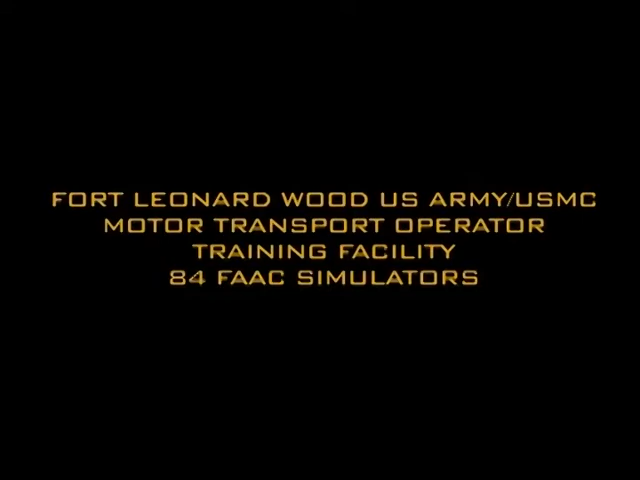 FORT LEONARD WOOD US ARMY/USMC
MOTOR TRANSPORT OPERATOR
TRAINING FACILITY
84 FAAC SIMULATORS